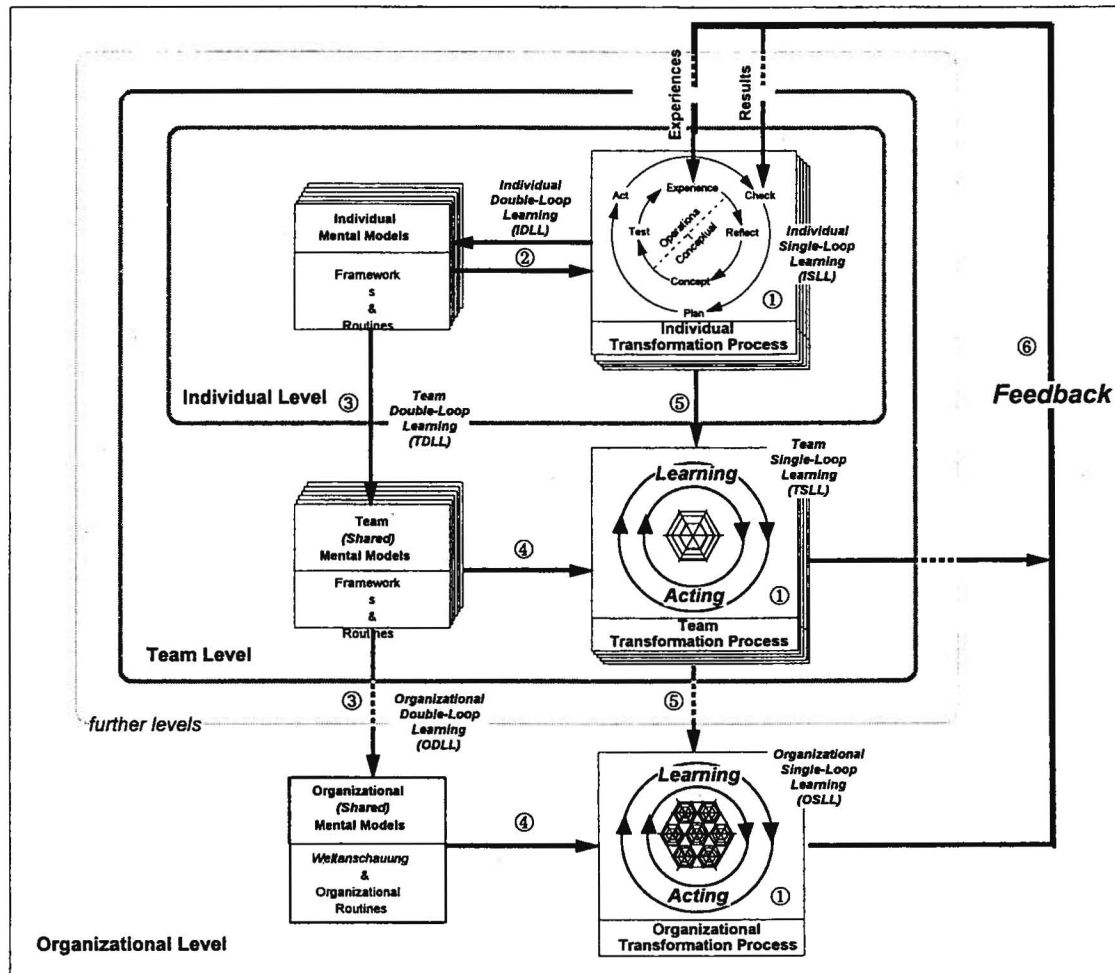 Experiences
Results
Individual
Double-Loop
Learning
(IDLL)
②
Individual
Mental Models
Framework
s
&
Routines
Act
Experience
Check
Test
Operational
Conceptual
Reflect
Concept
Plan
①
Individual
Transformation Process
Individual
Single-Loop
Learning
(ISLL)
Individual Level
③
Team
Double-Loop
Learning
(TDLL)
⑤
⑥
Feedback
Team
(Shared)
Mental Models
Framework
s
&
Routines
④
Learning
Acting
①
Team
Transformation Process
Team
Single-Loop
Learning
(TSLL)
Team Level
further levels
③
Organizational
Double-Loop
Learning
(ODLL)
⑤
Organizational
(Shared)
Mental Models
Weltanschauung
&
Organizational
Routines
④
Learning
Acting
①
Organizational
Transformation Process
Organizational
Single-Loop
Learning
(OSLL)
Organizational Level